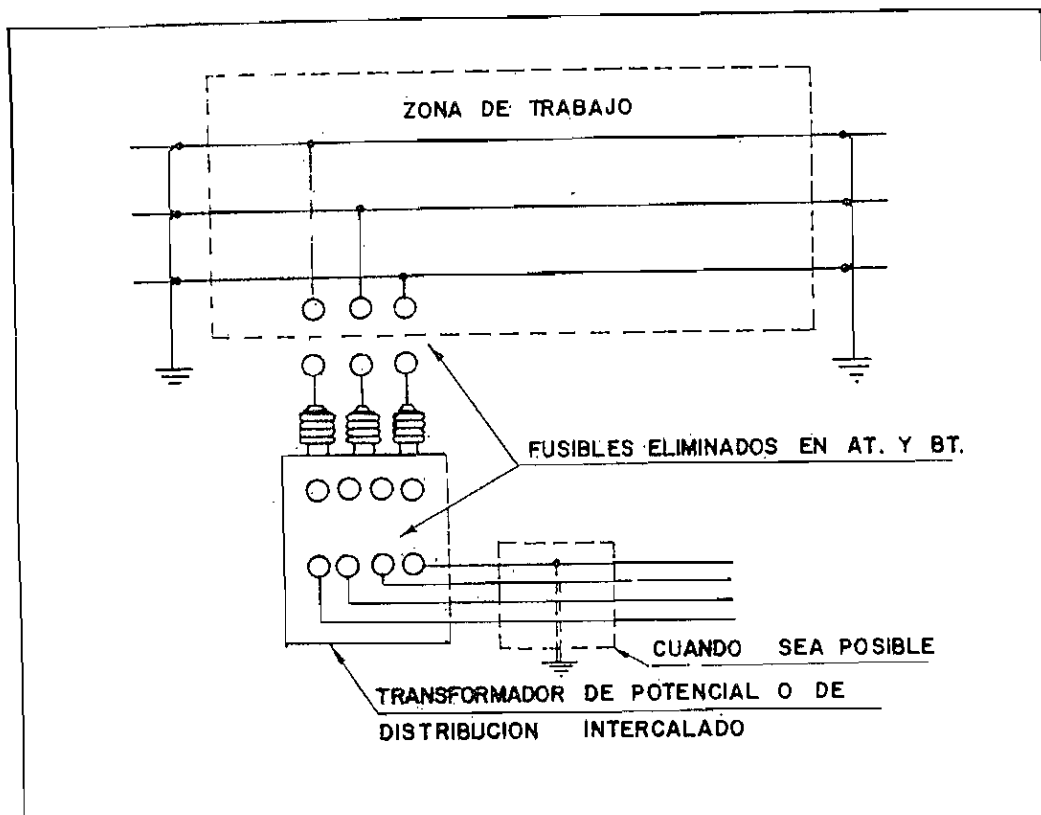 ZONA DE TRABAJO
FUSIBLES ELIMINADOS EN AT. Y BT.
CUANDO SEA POSIBLE
TRANSFORMADOR DE POTENCIAL O DE
DISTRIBUCION INTERCALADO